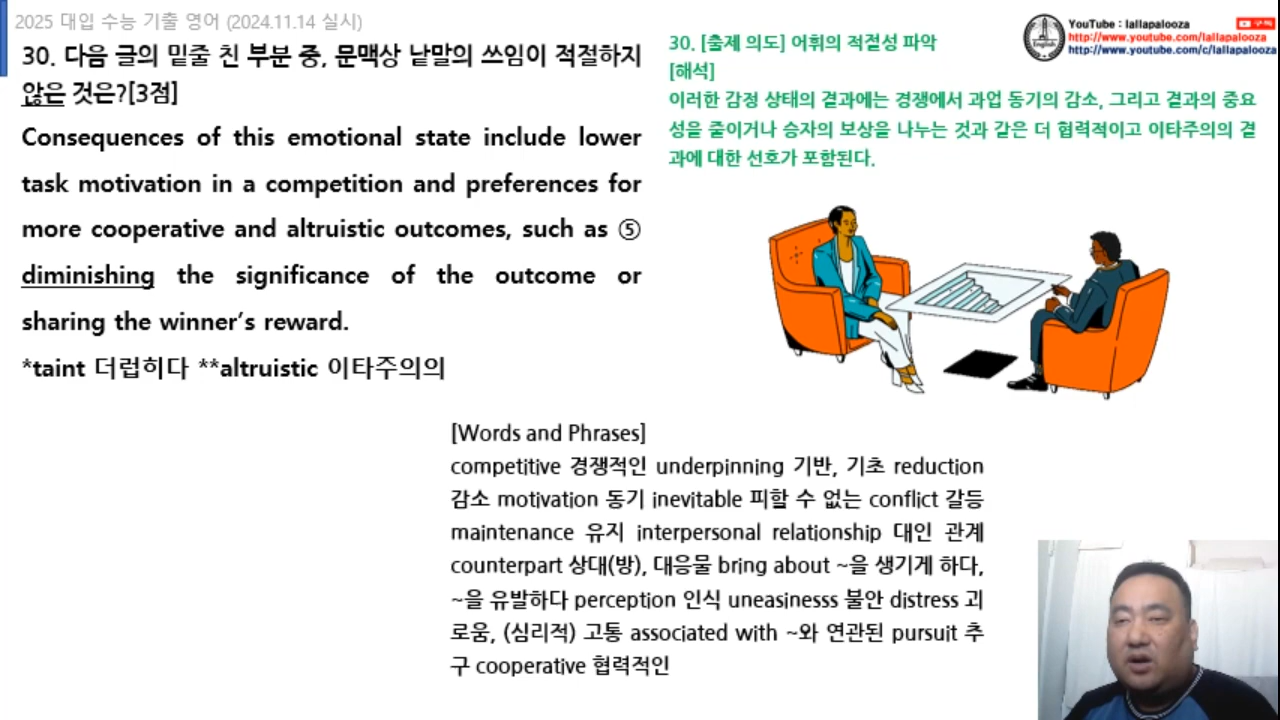 2025 대입 수능 기출 영어 (2024.11.14 실시)
30. 다음 글의 밑줄 친 부분 중, 문맥상 낱말의 쓰임이 적절하지
않은 것은?[3점]
Consequences of this emotional state include lower
task motivation in a competition and preferences for
more cooperative and altruistic outcomes, such as ⑤
diminishing the significance of the outcome or
sharing the winner's reward.
*taint 더럽히다 **altruistic 이타주의의
30. [출제 의도] 어휘의 적절성 파악
[해석]
이러한 감정 상태의 결과에는 경쟁에서 과업 동기의 감소, 그리고 결과의 중요
성을 줄이거나 승자의 보상을 나누는 것과 같은 더 협력적이고 이타주의의 결
과에 대한 선호가 포함된다.
English
YouTube : lallapalooza
구독
http://www.youtube.com/lallapalooza
http://www.youtube.com/c/lallapalooza
[Words and Phrases]
competitive 경쟁적인 underpinning 기반, 기초 reduction
감소 motivation 동기 inevitable 피할 수 없는 conflict 갈등
maintenance 유지 interpersonal relationship 대인 관계
counterpart 상대(방), 대응물 bring about ~을 생기게 하다,
~을 유발하다 perception 인식 uneasinesss 불안 distress 괴
로움, (심리적) 고통 associated with ~와 연관된 pursuit 추
구 cooperative 협력적인